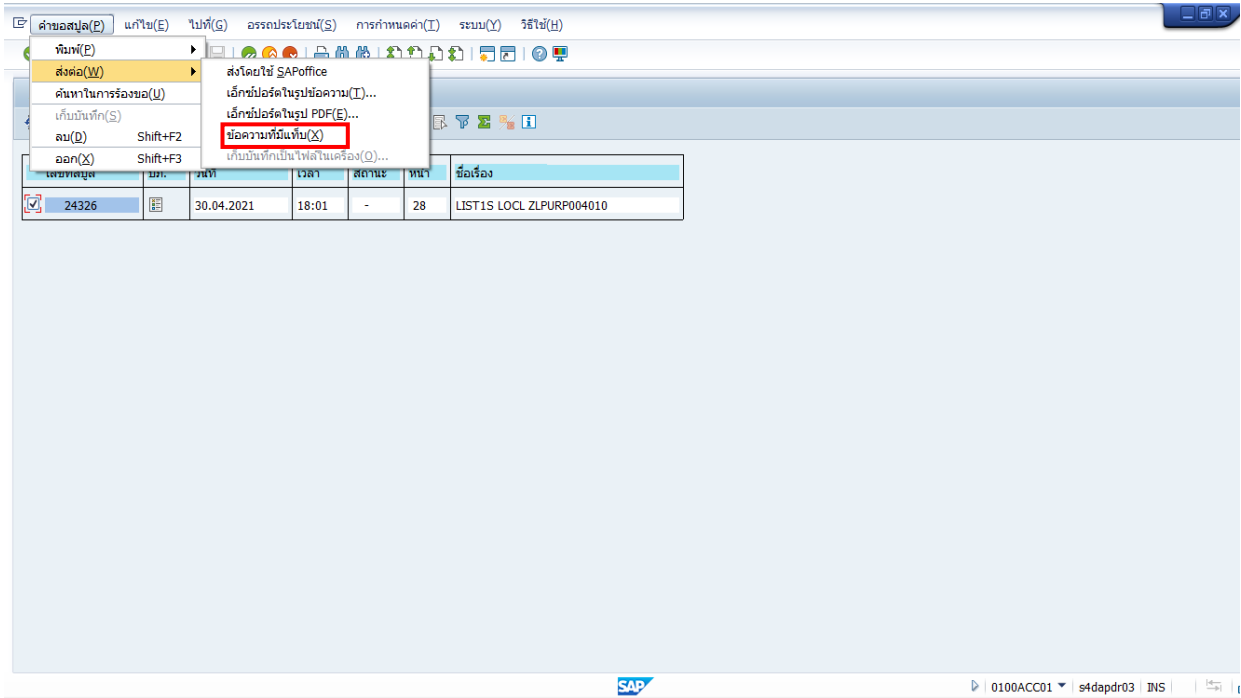 คำขอสปูล(P) แก้ไข(E) ไปที่(G) อรรถประโยชน์(S) การกำหนดค่า(T) ระบบ(Y) วิธีใช้(H)
พิมพ์(P)
ส่งต่อ(W)
ค้นหาในการร้องขอ(U)
เก็บบันทึก(S)
ลบ(D) Shift+F2
ออก(X) Shift+F3
ส่งโดยใช้ SAPoffice
เอ็กซ์ปอร์ตในรูปข้อความ(T)...
เอ็กซ์ปอร์ตในรูป PDF(E)...
ข้อความที่มีแท็บ(X)
เก็บบันทึกเป็นไฟล์ในเครื่อง(O)...
เลขที่สปูล ปภ. วันที่ เวลา สถานะ หน้า ชื่อเรื่อง
24326 30.04.2021 18:01 - 28 LIST1S LOCL ZLPURP004010
SAP 0100ACC01 s4dapdr03 INS